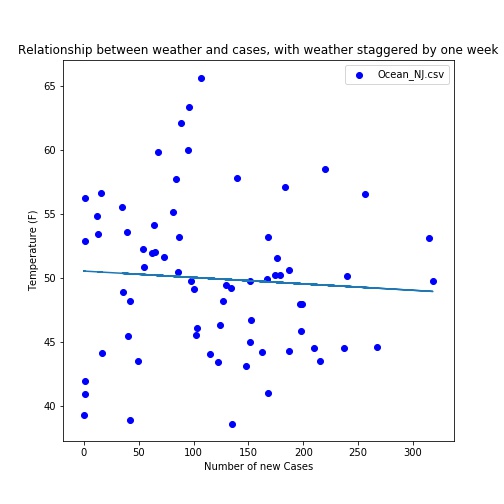 Relationship between weather and cases, with weather staggered by one week
Ocean_NJ.csv
65
60
55
50
45
40
Temperature (F)
0 50 100 150 200 250 300
Number of new Cases